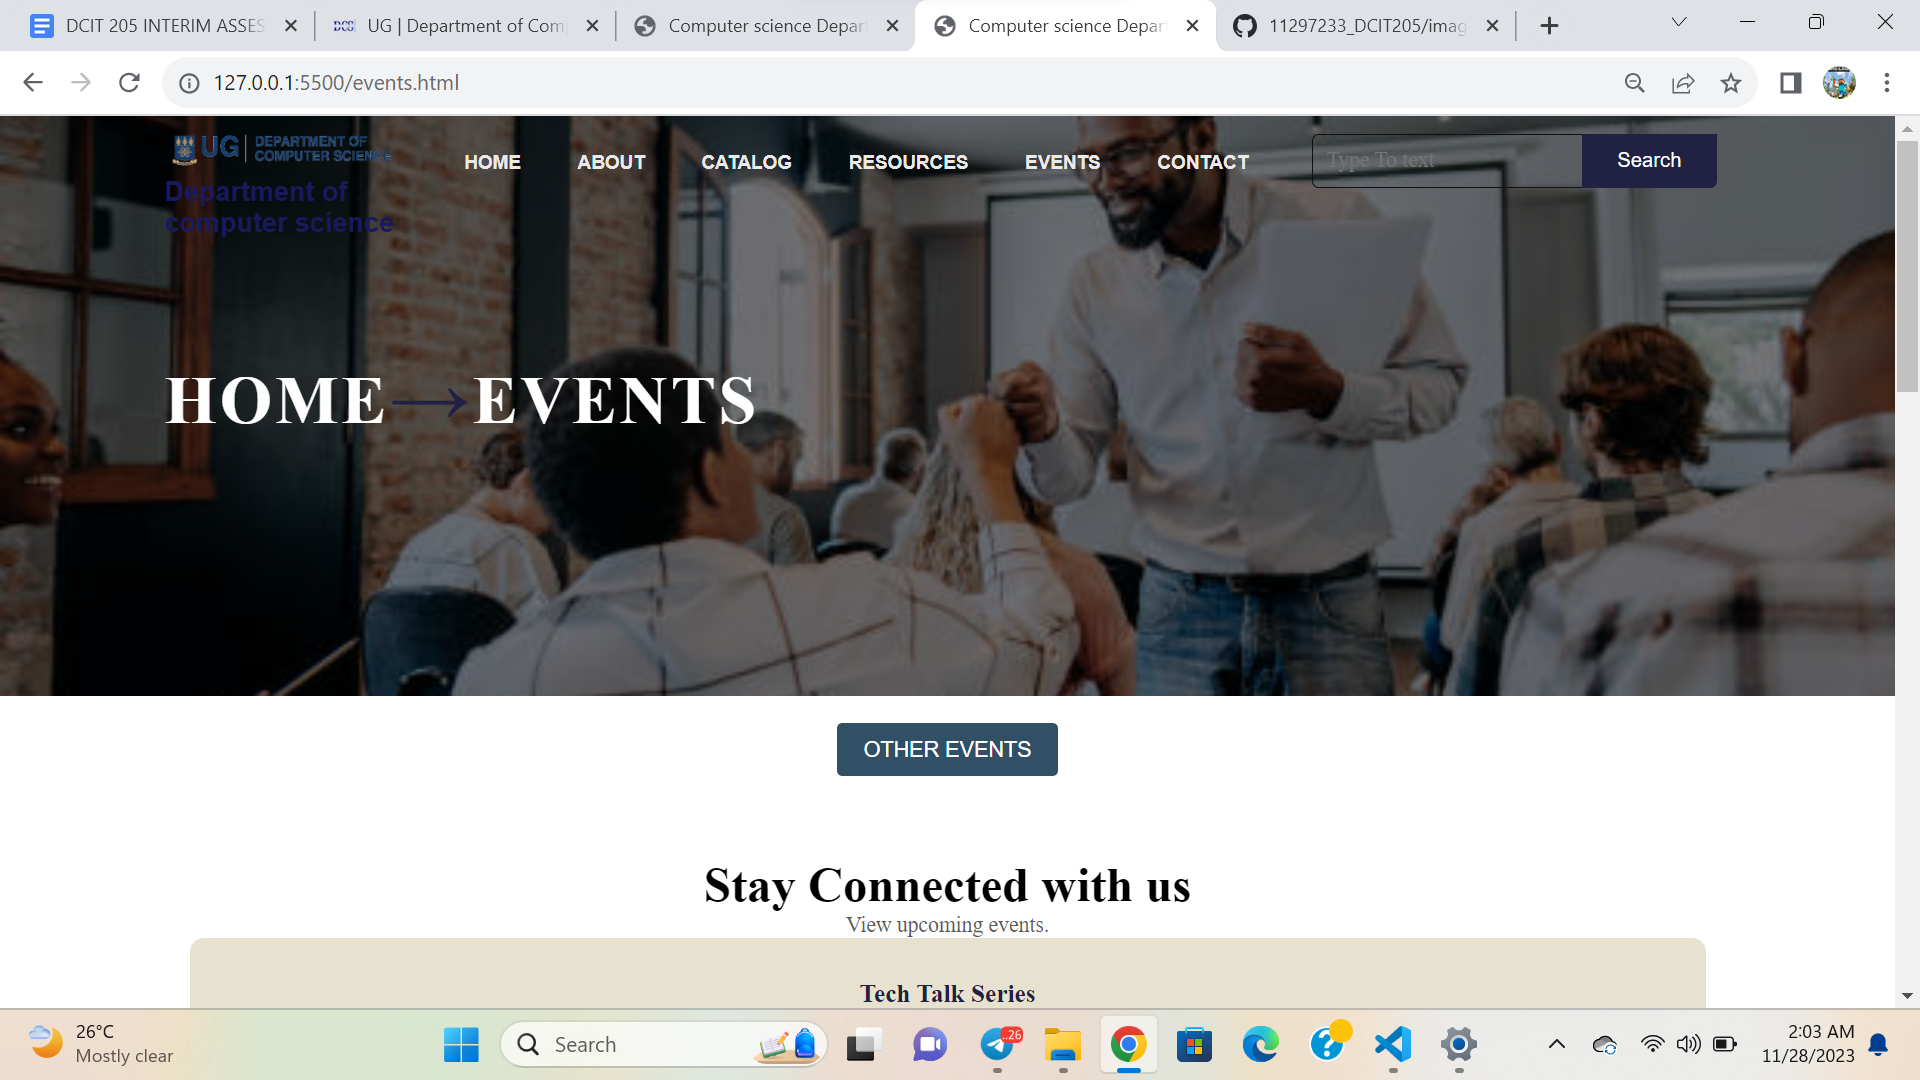 DCIT 205 INTERIM ASSES
UG | Department of Com
Computer science Depar
Computer science Depar
11297233_DCIT205/imag
127.0.0.1:5500/events.html
UG DEPARTMENT OF
COMPUTER SCIENCE
Department of
computer science
HOME ABOUT CATALOG RESOURCES EVENTS CONTACT
Type To text
Search
HOME→EVENTS
OTHER EVENTS
Stay Connected with us
View upcoming events.
Tech Talk Series
26°C
Mostly clear
Search
..26
2:03 AM
11/28/2023